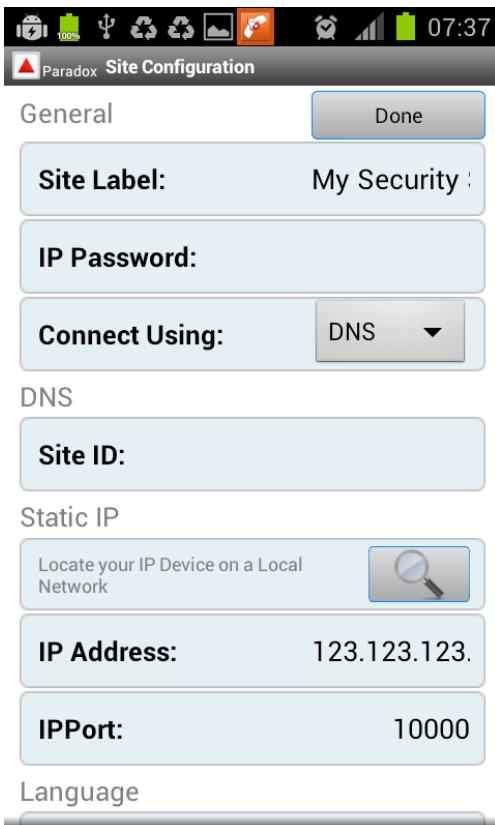 100%
07:37
Paradox Site Configuration
General
Done
Site Label: My Security
IP Password:
Connect Using: DNS
DNS
Site ID:
Static IP
Locate your IP Device on a Local
Network
IP Address: 123.123.123.
IPPort: 10000
Language